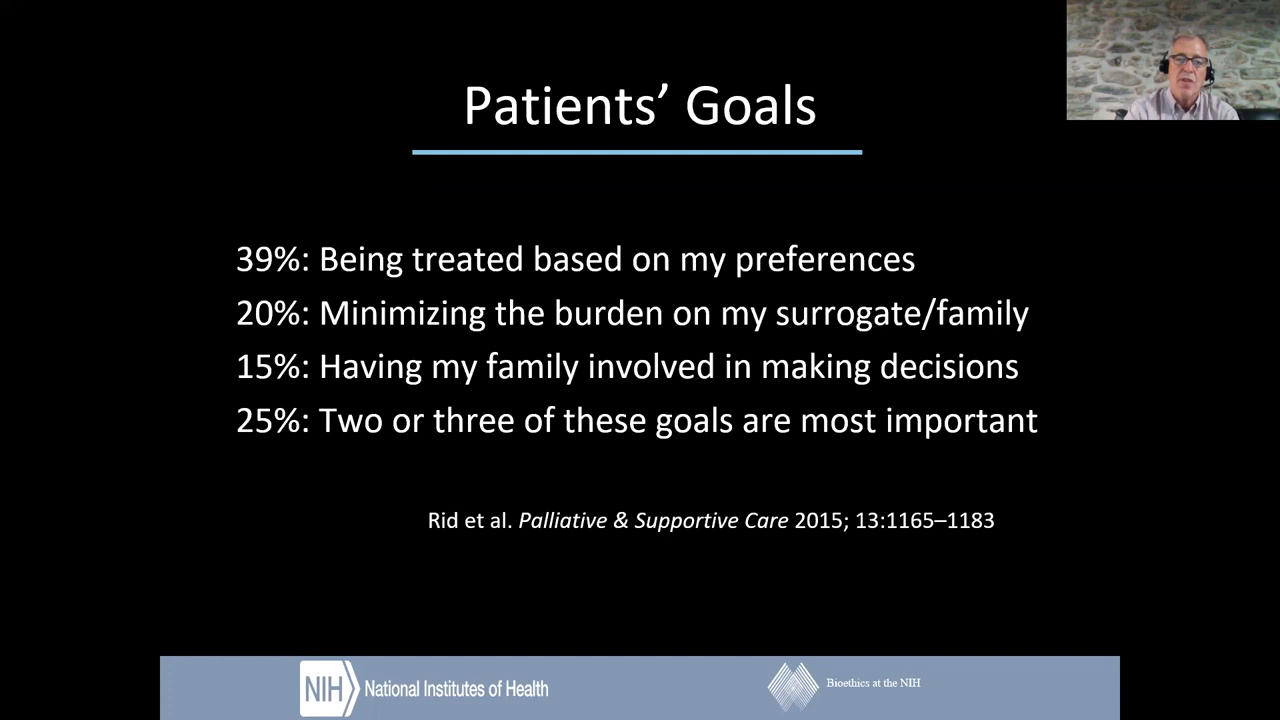 Patients’ Goals
39%: Being treated based on my preferences
20%: Minimizing the burden on my surrogate/family
15%: Having my family involved in making decisions
25%: Two or three of these goals are most important
Rid et al. Palliative & Supportive Care 2015; 13:1165–1183
NIH National Institutes of Health
Bioethics at the NIH